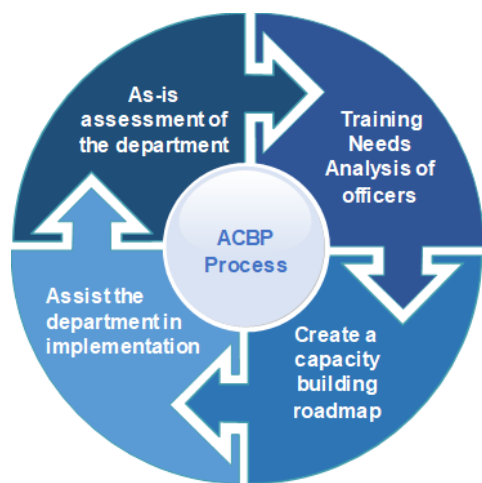 As-is
assessment of
the department
Training
Needs
Analysis of
officers
ACBP
Process
Create a
capacity
building
roadmap
Assist the
department in
implementation